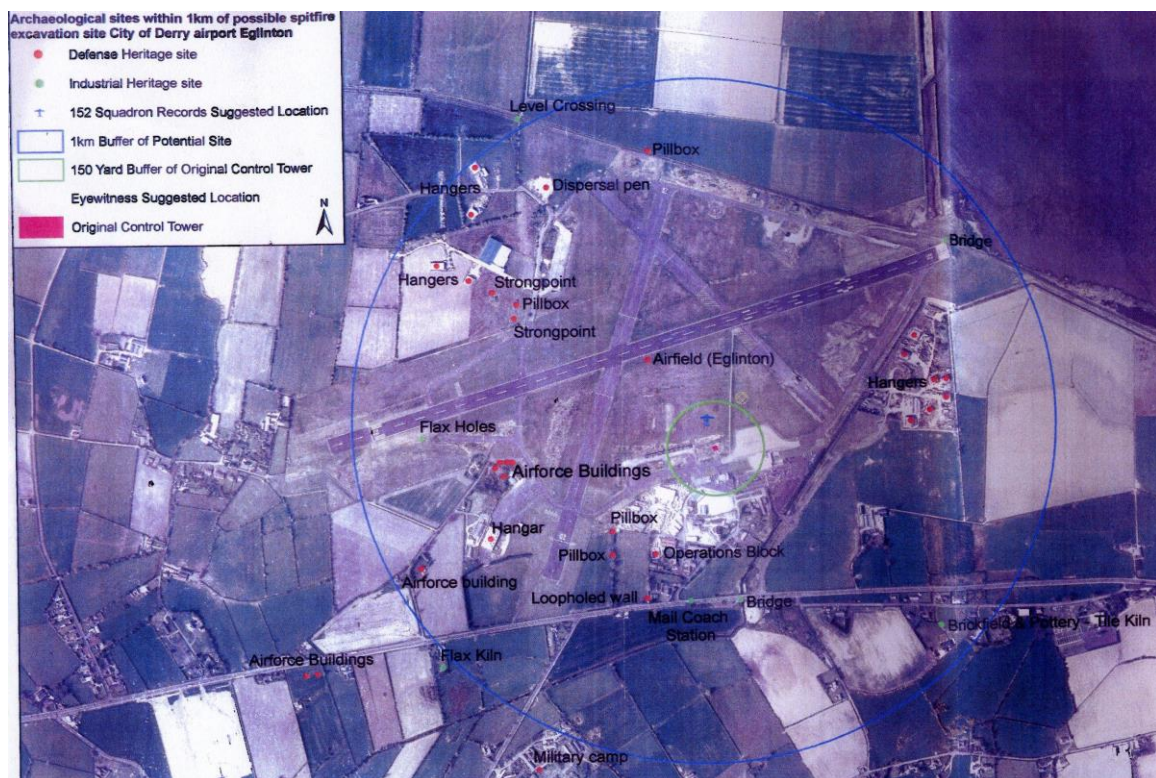 Archaeological sites within 1km of possible spitfire
excavation site City of Derry airport Eglinton
Defense Heritage site
Industrial Heritage site
152 Squadron Records Suggested Location
1km Buffer of Potential Site
150 Yard Buffer of Original Control Tower
Eyewitness Suggested Location
N
Original Control Tower
Level Crossing
Pillbox
Hangers
Dispersal pen
Bridge
Hangers
Strongpoint
Pillbox
Strongpoint
Airfield (Eglinton)
Hangers
Flax Holes
Airforce Buildings
Pillbox
Hangar
Pillbox
Operations Block
Airforce building
Loopholed wall
Mail Coach
Station
Bridge
Brickfield & Pottery - Tile Kiln
Airforce Buildings
Flax Kiln
Military camp